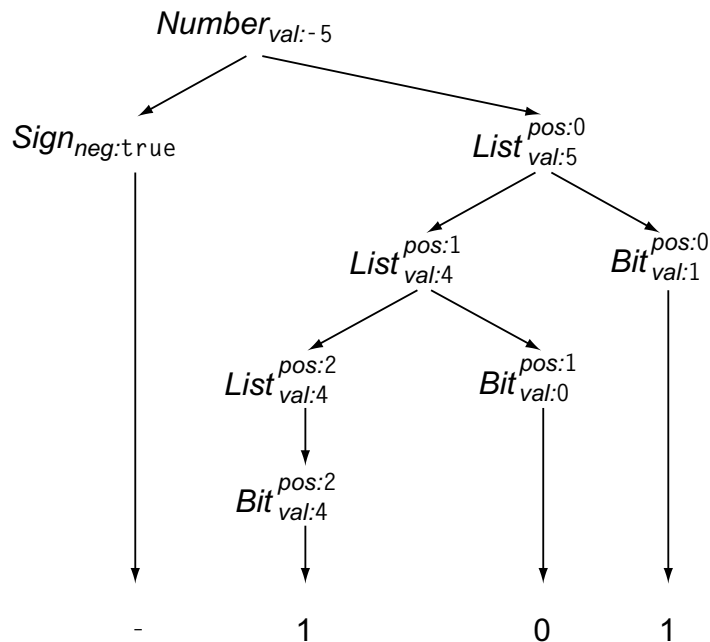 Number val:-5
Sign neg:true
List pos:0 val:5
List pos:1 val:4
Bit pos:0 val:1
List pos:2 val:4
Bit pos:1 val:0
Bit pos:2 val:4
- 1 0 1